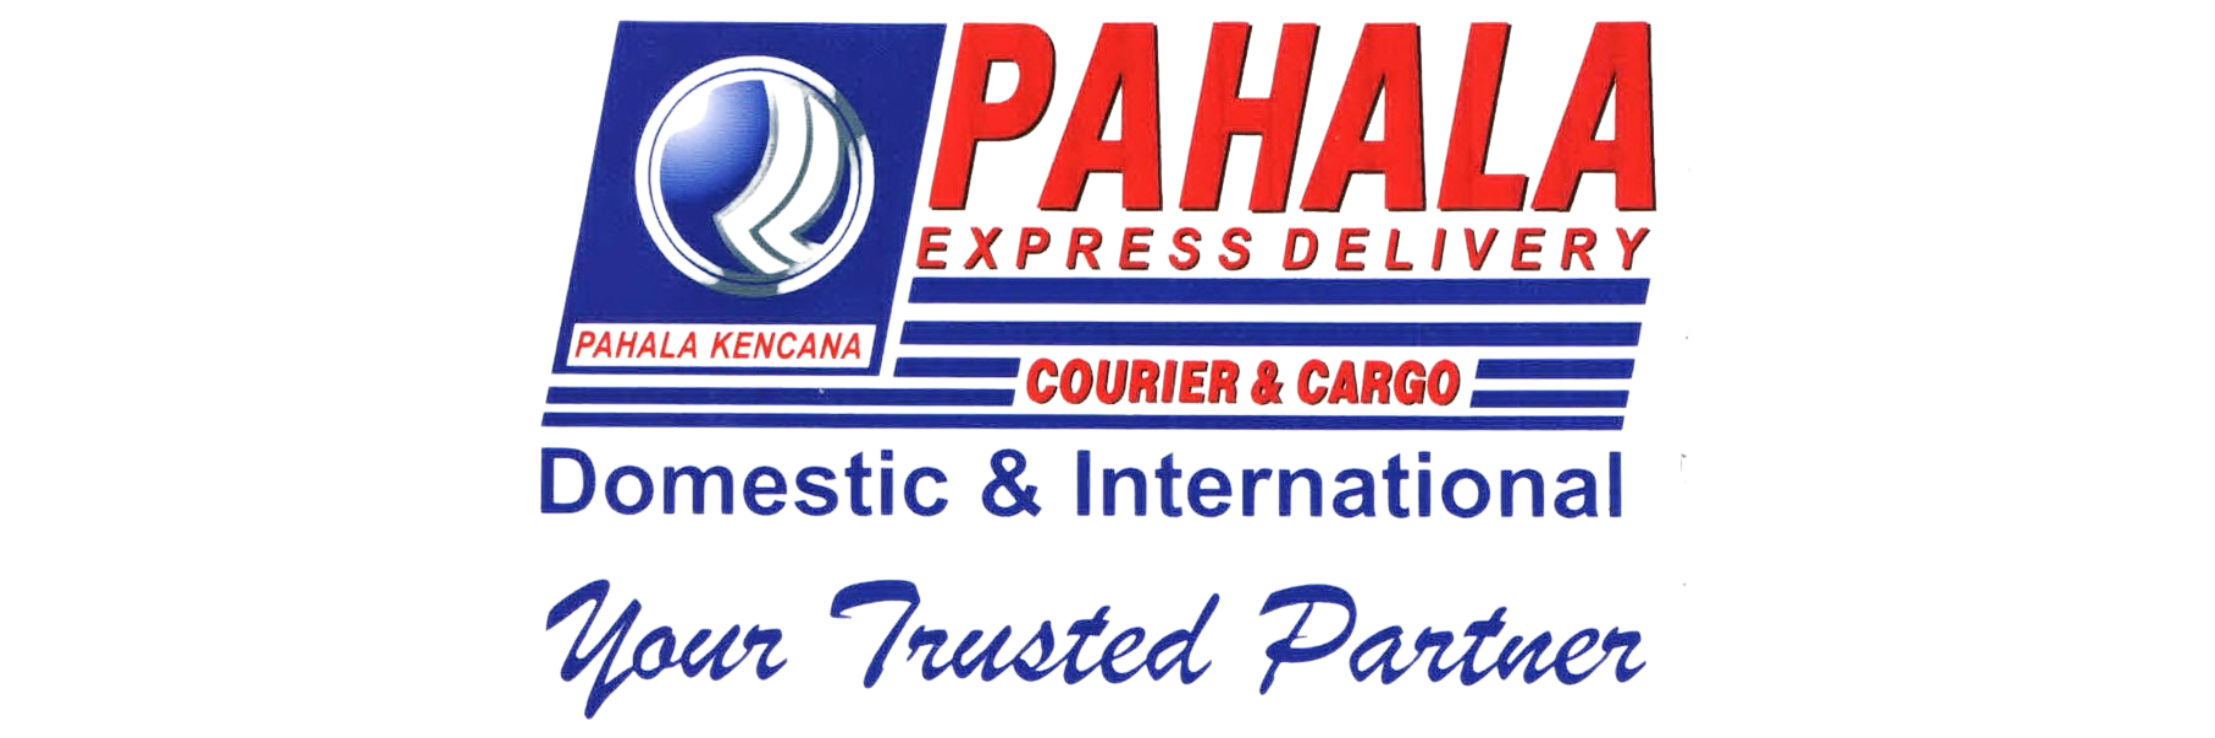 PAHALA
EXPRESS DELIVERY
PAHALA KENCANA
COURIER & CARGO
Domestic & International
Your Trusted Partner